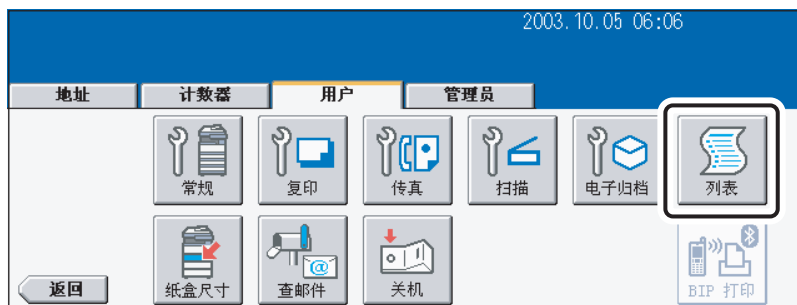 2003.10.05 06:06
地址 计数器 用户 管理员
常规 复印 传真 扫描 电子归档 列表
@
返回 纸盒尺寸 查邮件 关机 BIP 打印